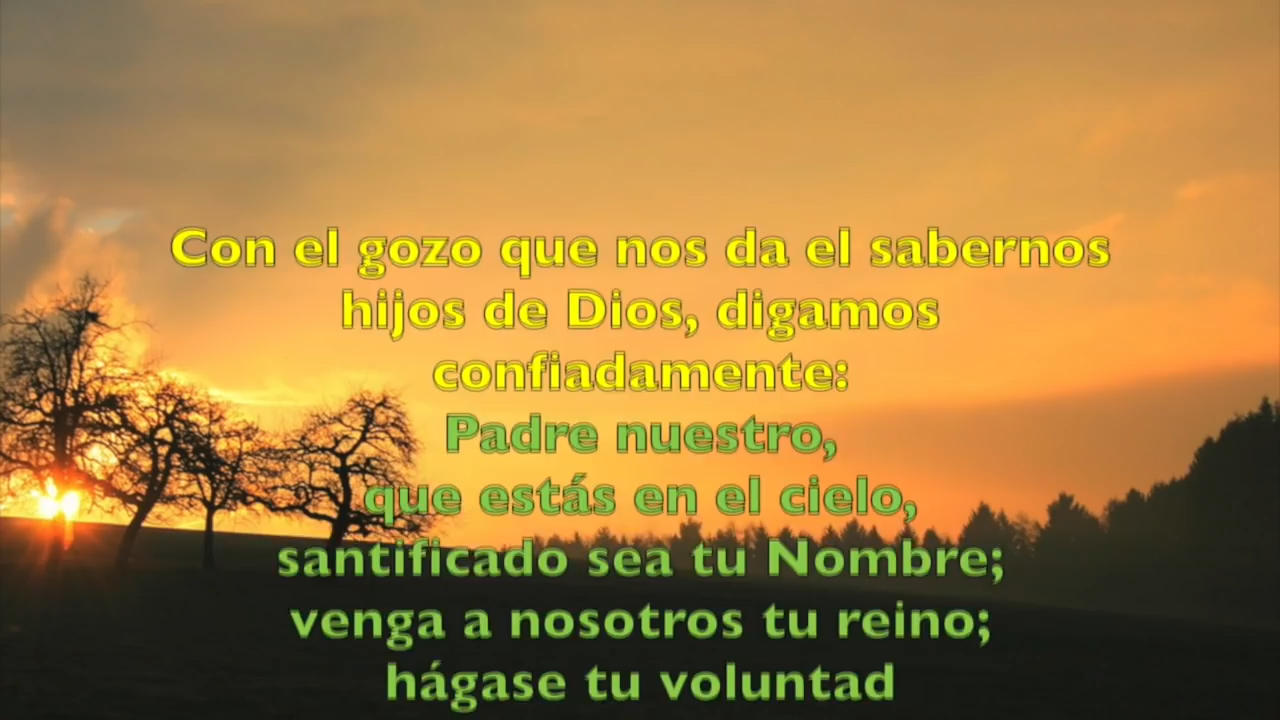 Con el gozo que nos da el sabernos
hijos de Dios, digamos
confiadamente:
Padre nuestro,
que estás en el cielo,
santificado sea tu Nombre;
venga a nosotros tu reino;
hágase tu voluntad